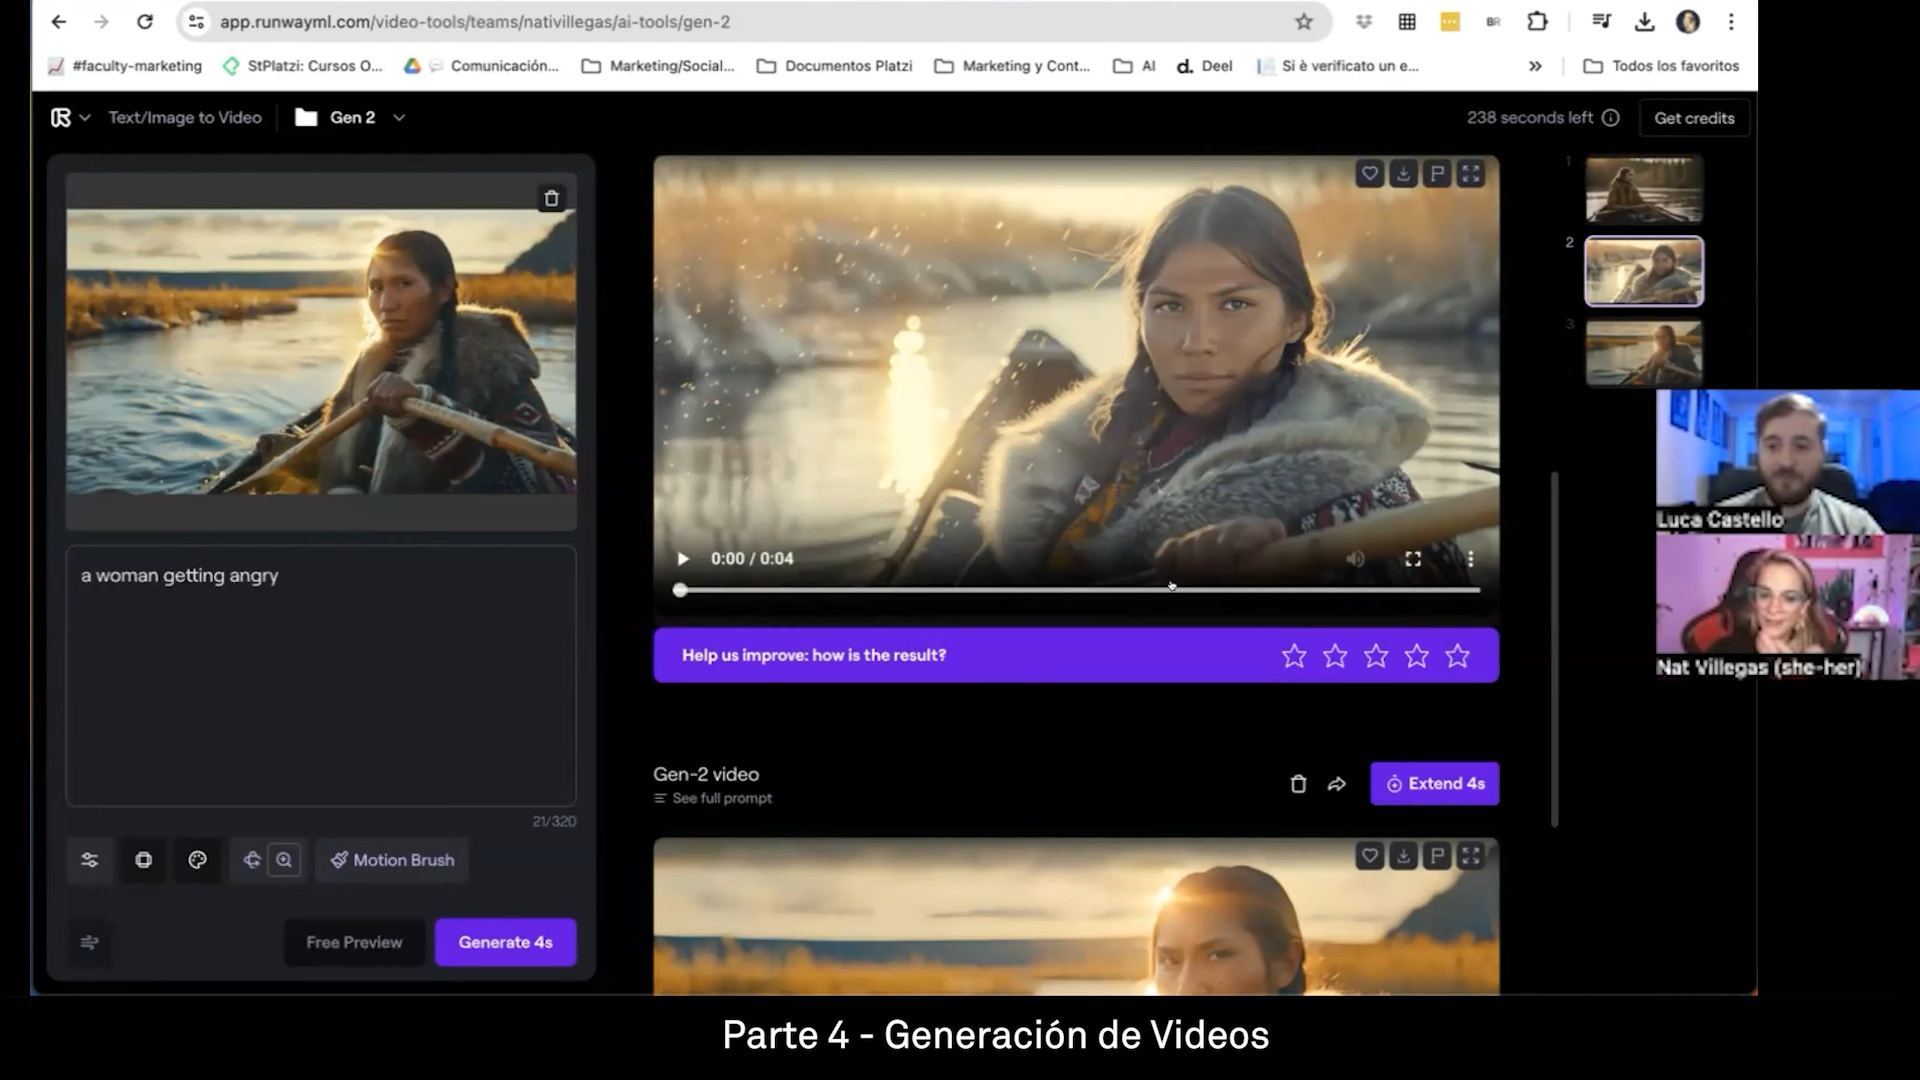 app.runwayml.com/video-tools/teams/nativillegas/ai-tools/gen-2
BR
#faculty-marketing
StPlatzi: Cursos O...
Comunicación...
Marketing/Social...
Documentos Platzi
Marketing y Cont...
AI
d. Deel
Si è verificato un e...
»
Todos los favoritos
Text/Image to Video
Gen 2
238 seconds left
Get credits
1
2
3
0:00 / 0:04
a woman getting angry
21/320
Help us improve: how is the result?
Luca Castello
Nat Villegas (she-her)
Gen-2 video
See full prompt
Extend 4s
Motion Brush
Free Preview
Generate 4s
Parte 4 - Generación de Videos